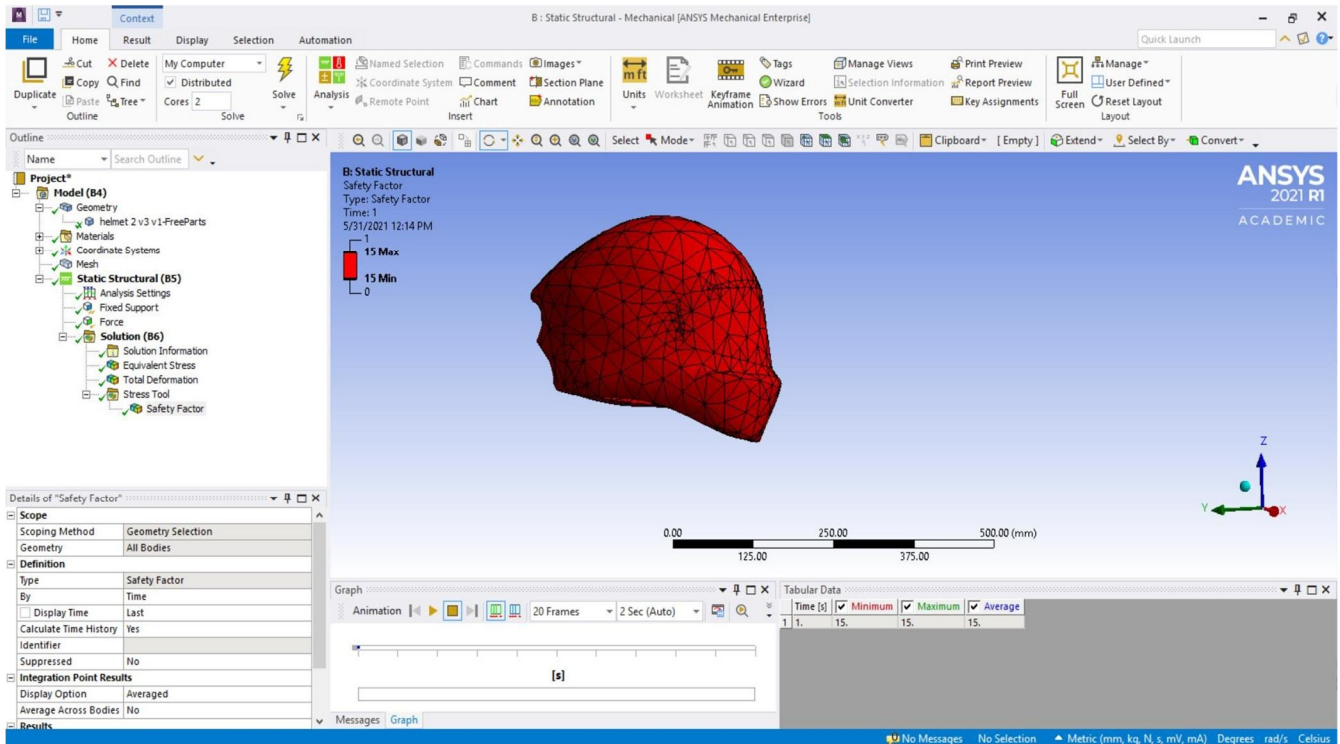 Context
B : Static Structural - Mechanical [ANSYS Mechanical Enterprise]
File Home Result Display Selection Automation
Quick Launch
Duplicate
Cut
Copy
Paste
Delete
Find
Tree
Outline
My Computer
Distributed
Cores 2
Solve
Solve
Analysis
Named Selection
Coordinate System
Remote Point
Commands
Comment
Chart
Images
Section Plane
Annotation
Insert
Units
Worksheet
Keyframe
Animation
Tags
Wizard
Show Errors
Manage Views
Selection Information
Unit Converter
Print Preview
Report Preview
Key Assignments
Tools
Full
Screen
Manage
User Defined
Reset Layout
Layout
Outline
Name
Search Outline
Project*
Model (B4)
Geometry
helmet 2 v3 v1-FreeParts
Materials
Coordinate Systems
Mesh
Static Structural (B5)
Analysis Settings
Fixed Support
Force
Solution (B6)
Solution Information
Equivalent Stress
Total Deformation
Stress Tool
Safety Factor
Select Mode Clipboard [ Empty ] Extend Select By Convert
B: Static Structural
Safety Factor
Type: Safety Factor
Time: 1
5/31/2021 12:14 PM
1
15 Max
15 Min
0
ANSYS
2021 R1
ACADEMIC
Z
Y
X
0.00 250.00 500.00 (mm)
125.00 375.00
Details of "Safety Factor"
Scope
Scoping Method Geometry Selection
Geometry All Bodies
Definition
Type Safety Factor
By Time
Display Time Last
Calculate Time History Yes
Identifier
Suppressed No
Integration Point Results
Display Option Averaged
Average Across Bodies No
Results
Graph
Animation 20 Frames 2 Sec (Auto)
[s]
Messages Graph
Tabular Data
Time [s] Minimum Maximum Average
1 1. 15. 15. 15.
No Messages No Selection Metric (mm, kg, N, s, mV, mA) Degrees rad/s Celsius